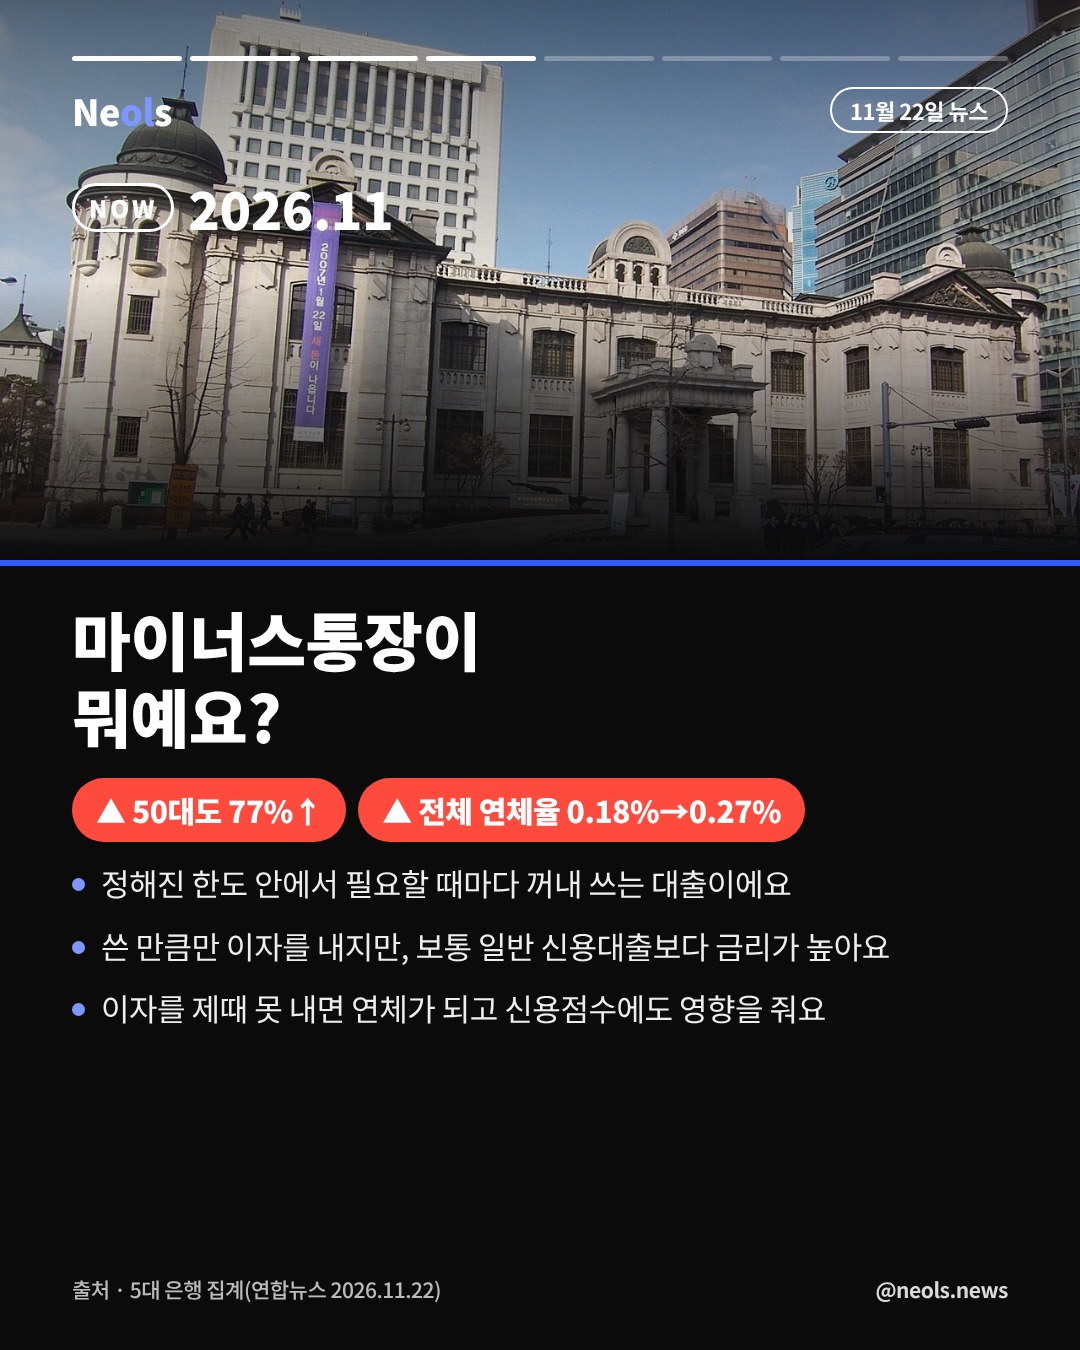 Neols
11월 22일 뉴스
NOW 2026.11
2007년 1월 22일 새 돈이 나옵니다
마이너스통장이
뭐예요?
▲ 50대도 77%↑
▲ 전체 연체율 0.18%→0.27%
정해진 한도 안에서 필요할 때마다 꺼내 쓰는 대출이에요
쓴 만큼만 이자를 내지만, 보통 일반 신용대출보다 금리가 높아요
이자를 제때 못 내면 연체가 되고 신용점수에도 영향을 줘요
출처 · 5대 은행 집계(연합뉴스 2026.11.22)
@neols.news